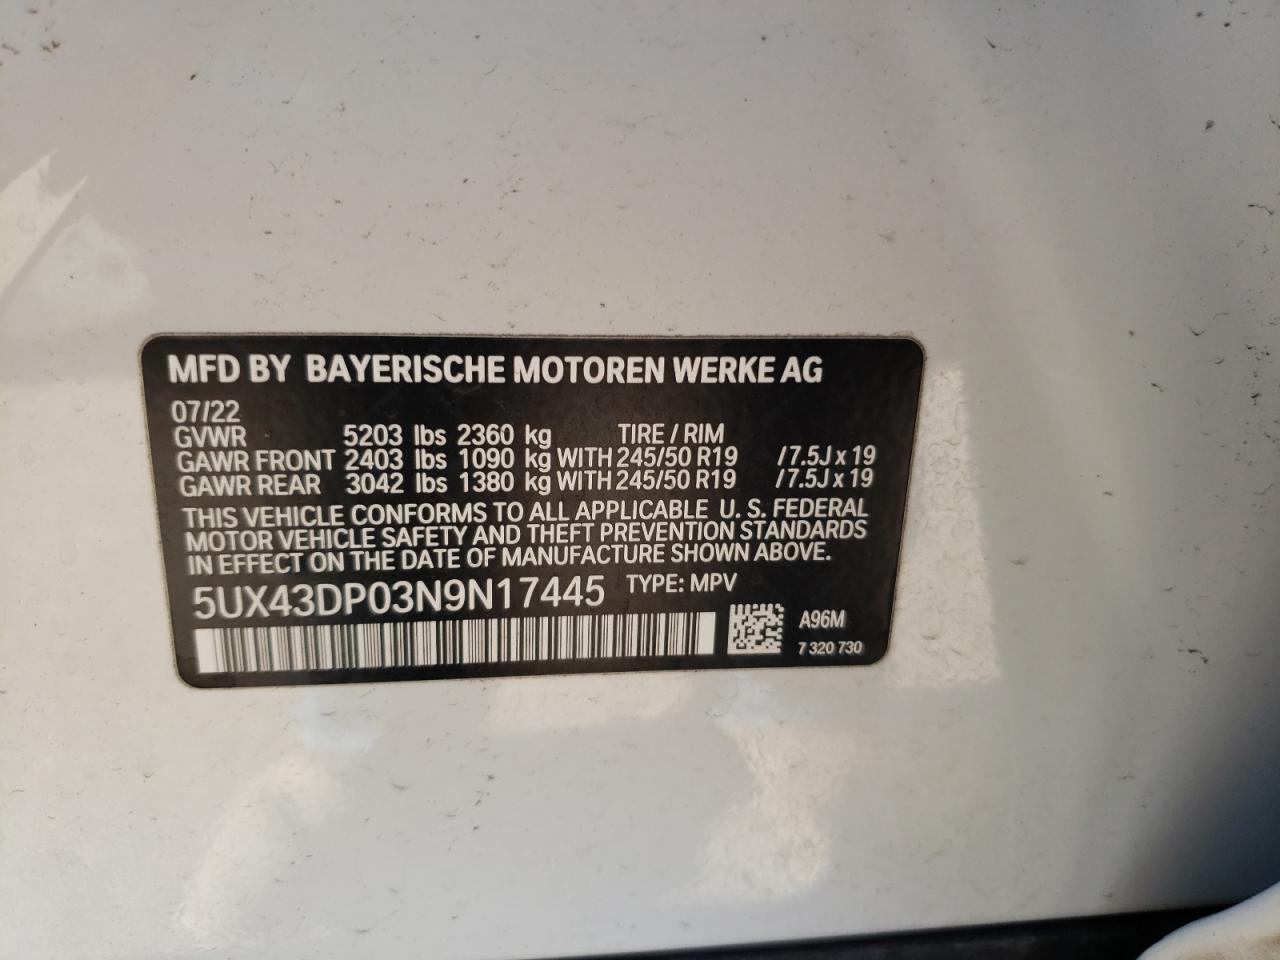 MFD BY BAYERISCHE MOTOREN WERKE AG
07/22
GVWR 5203 lbs 2360 kg TIRE / RIM
GAWR FRONT 2403 lbs 1090 kg WITH 245/50 R19 /7.5J x 19
GAWR REAR 3042 lbs 1380 kg WITH 245/50 R19 /7.5J x 19
THIS VEHICLE CONFORMS TO ALL APPLICABLE U. S. FEDERAL
MOTOR VEHICLE SAFETY AND THEFT PREVENTION STANDARDS
IN EFFECT ON THE DATE OF MANUFACTURE SHOWN ABOVE.
5UX43DP03N9N17445 TYPE: MPV
A96M
7 320 730